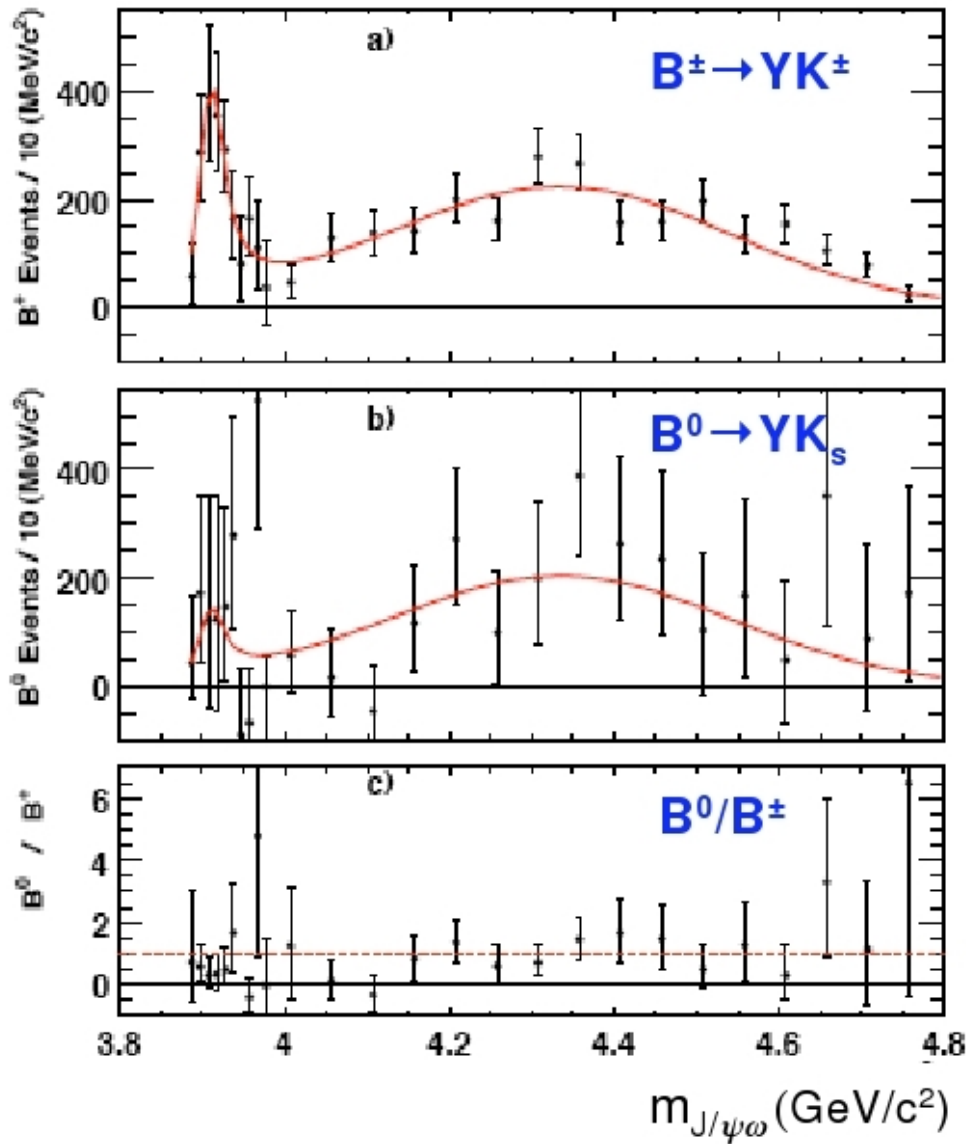 a)
B± → YK±
B⁺ Events / 10 (MeV/c²)
400
200
0
b)
B⁰ → YKₛ
B⁰ Events / 10 (MeV/c²)
400
200
0
c)
B⁰/B±
B⁰ / B⁺
6
4
2
0
3.8 4 4.2 4.4 4.6 4.8
m_J/ψω (GeV/c²)